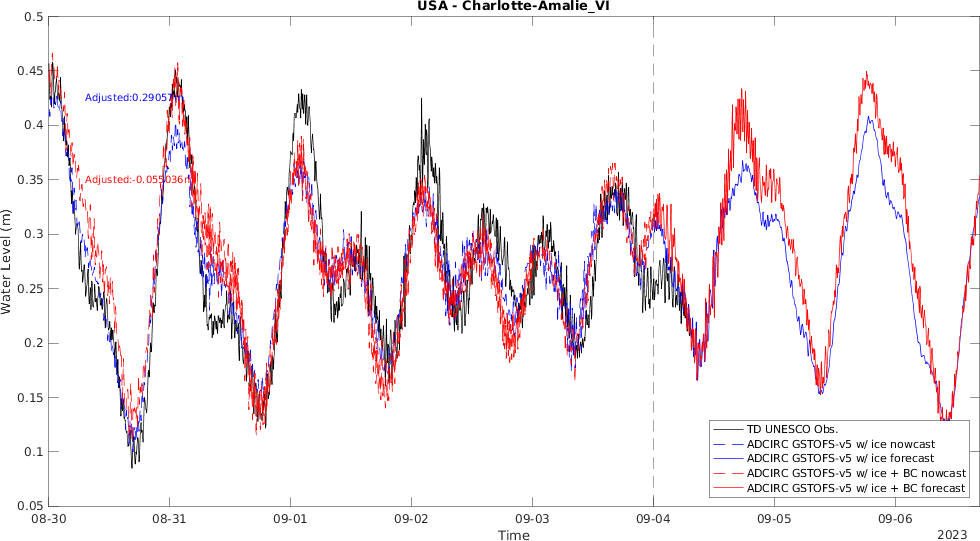 USA - Charlotte-Amalie_VI
0.5
0.45
0.4
0.35
0.3
0.25
0.2
0.15
0.1
0.05
Water Level (m)
Adjusted:0.29057
Adjusted:-0.055036
08-30 08-31 09-01 09-02 09-03 09-04 09-05 09-06
Time
2023
TD UNESCO Obs.
ADCIRC GSTOFS-v5 w/ ice nowcast
ADCIRC GSTOFS-v5 w/ ice forecast
ADCIRC GSTOFS-v5 w/ ice + BC nowcast
ADCIRC GSTOFS-v5 w/ ice + BC forecast